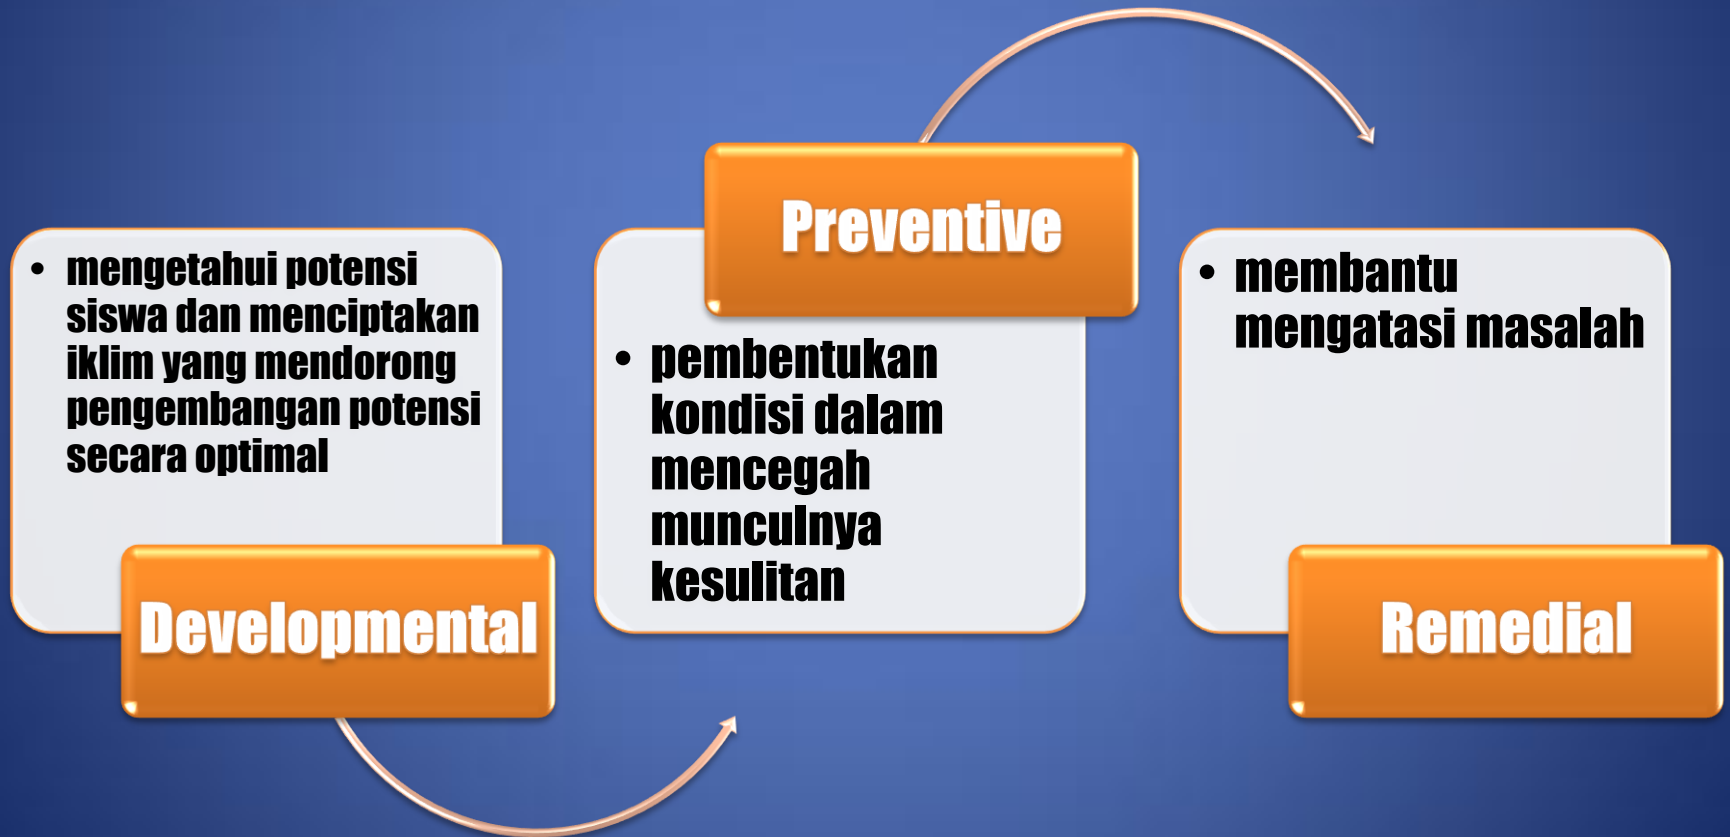 • mengetahui potensi
siswa dan menciptakan
iklim yang mendorong
pengembangan potensi
secara optimal
Developmental
Preventive
• pembentukan
kondisi dalam
mencegah
munculnya
kesulitan
• membantu
mengatasi masalah
Remedial